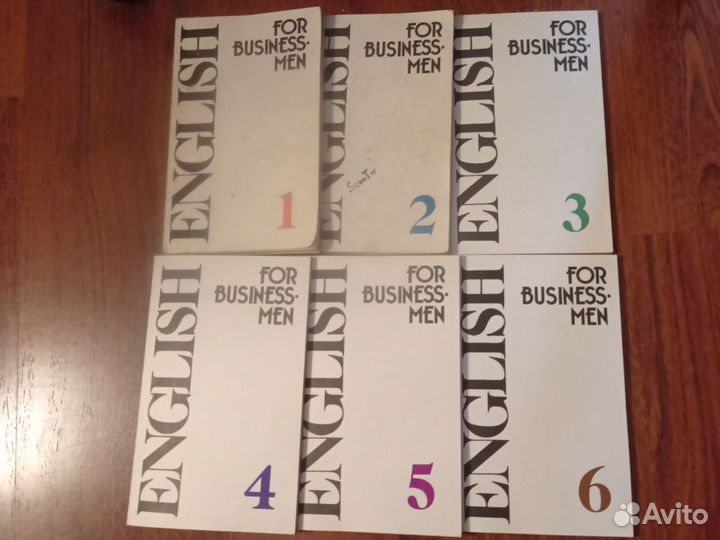 ENGLISH
FOR
BUSINESS-
MEN
1
ENGLISH
FOR
BUSINESS-
MEN
Scooter
2
ENGLISH
FOR
BUSINESS-
MEN
3
ENGLISH
FOR
BUSINESS-
MEN
4
ENGLISH
FOR
BUSINESS-
MEN
5
ENGLISH
FOR
BUSINESS-
MEN
6
Avito